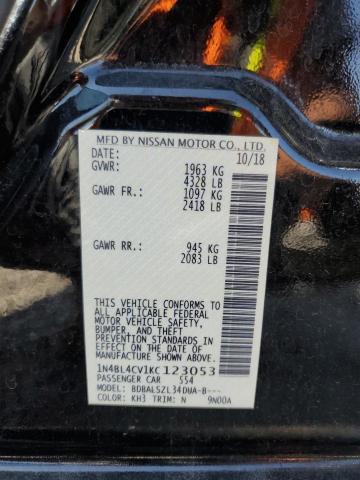 MFD BY NISSAN MOTOR CO., LTD.
DATE: 10/18
GVWR: 1963 KG
4328 LB
GAWR FR.: 1097 KG
2418 LB
GAWR RR.: 945 KG
2083 LB
THIS VEHICLE CONFORMS TO
ALL APPLICABLE FEDERAL
MOTOR VEHICLE SAFETY,
BUMPER, AND THEFT
PREVENTION STANDARDS IN
EFFECT ON THE DATE OF
MANUFACTURE SHOWN ABOVE.
1N4BL4CV1KC123053
PASSENGER CAR 554
MODEL: BDBALSZL34DWA-B---
COLOR: KH3 TRIM: N 9N00A